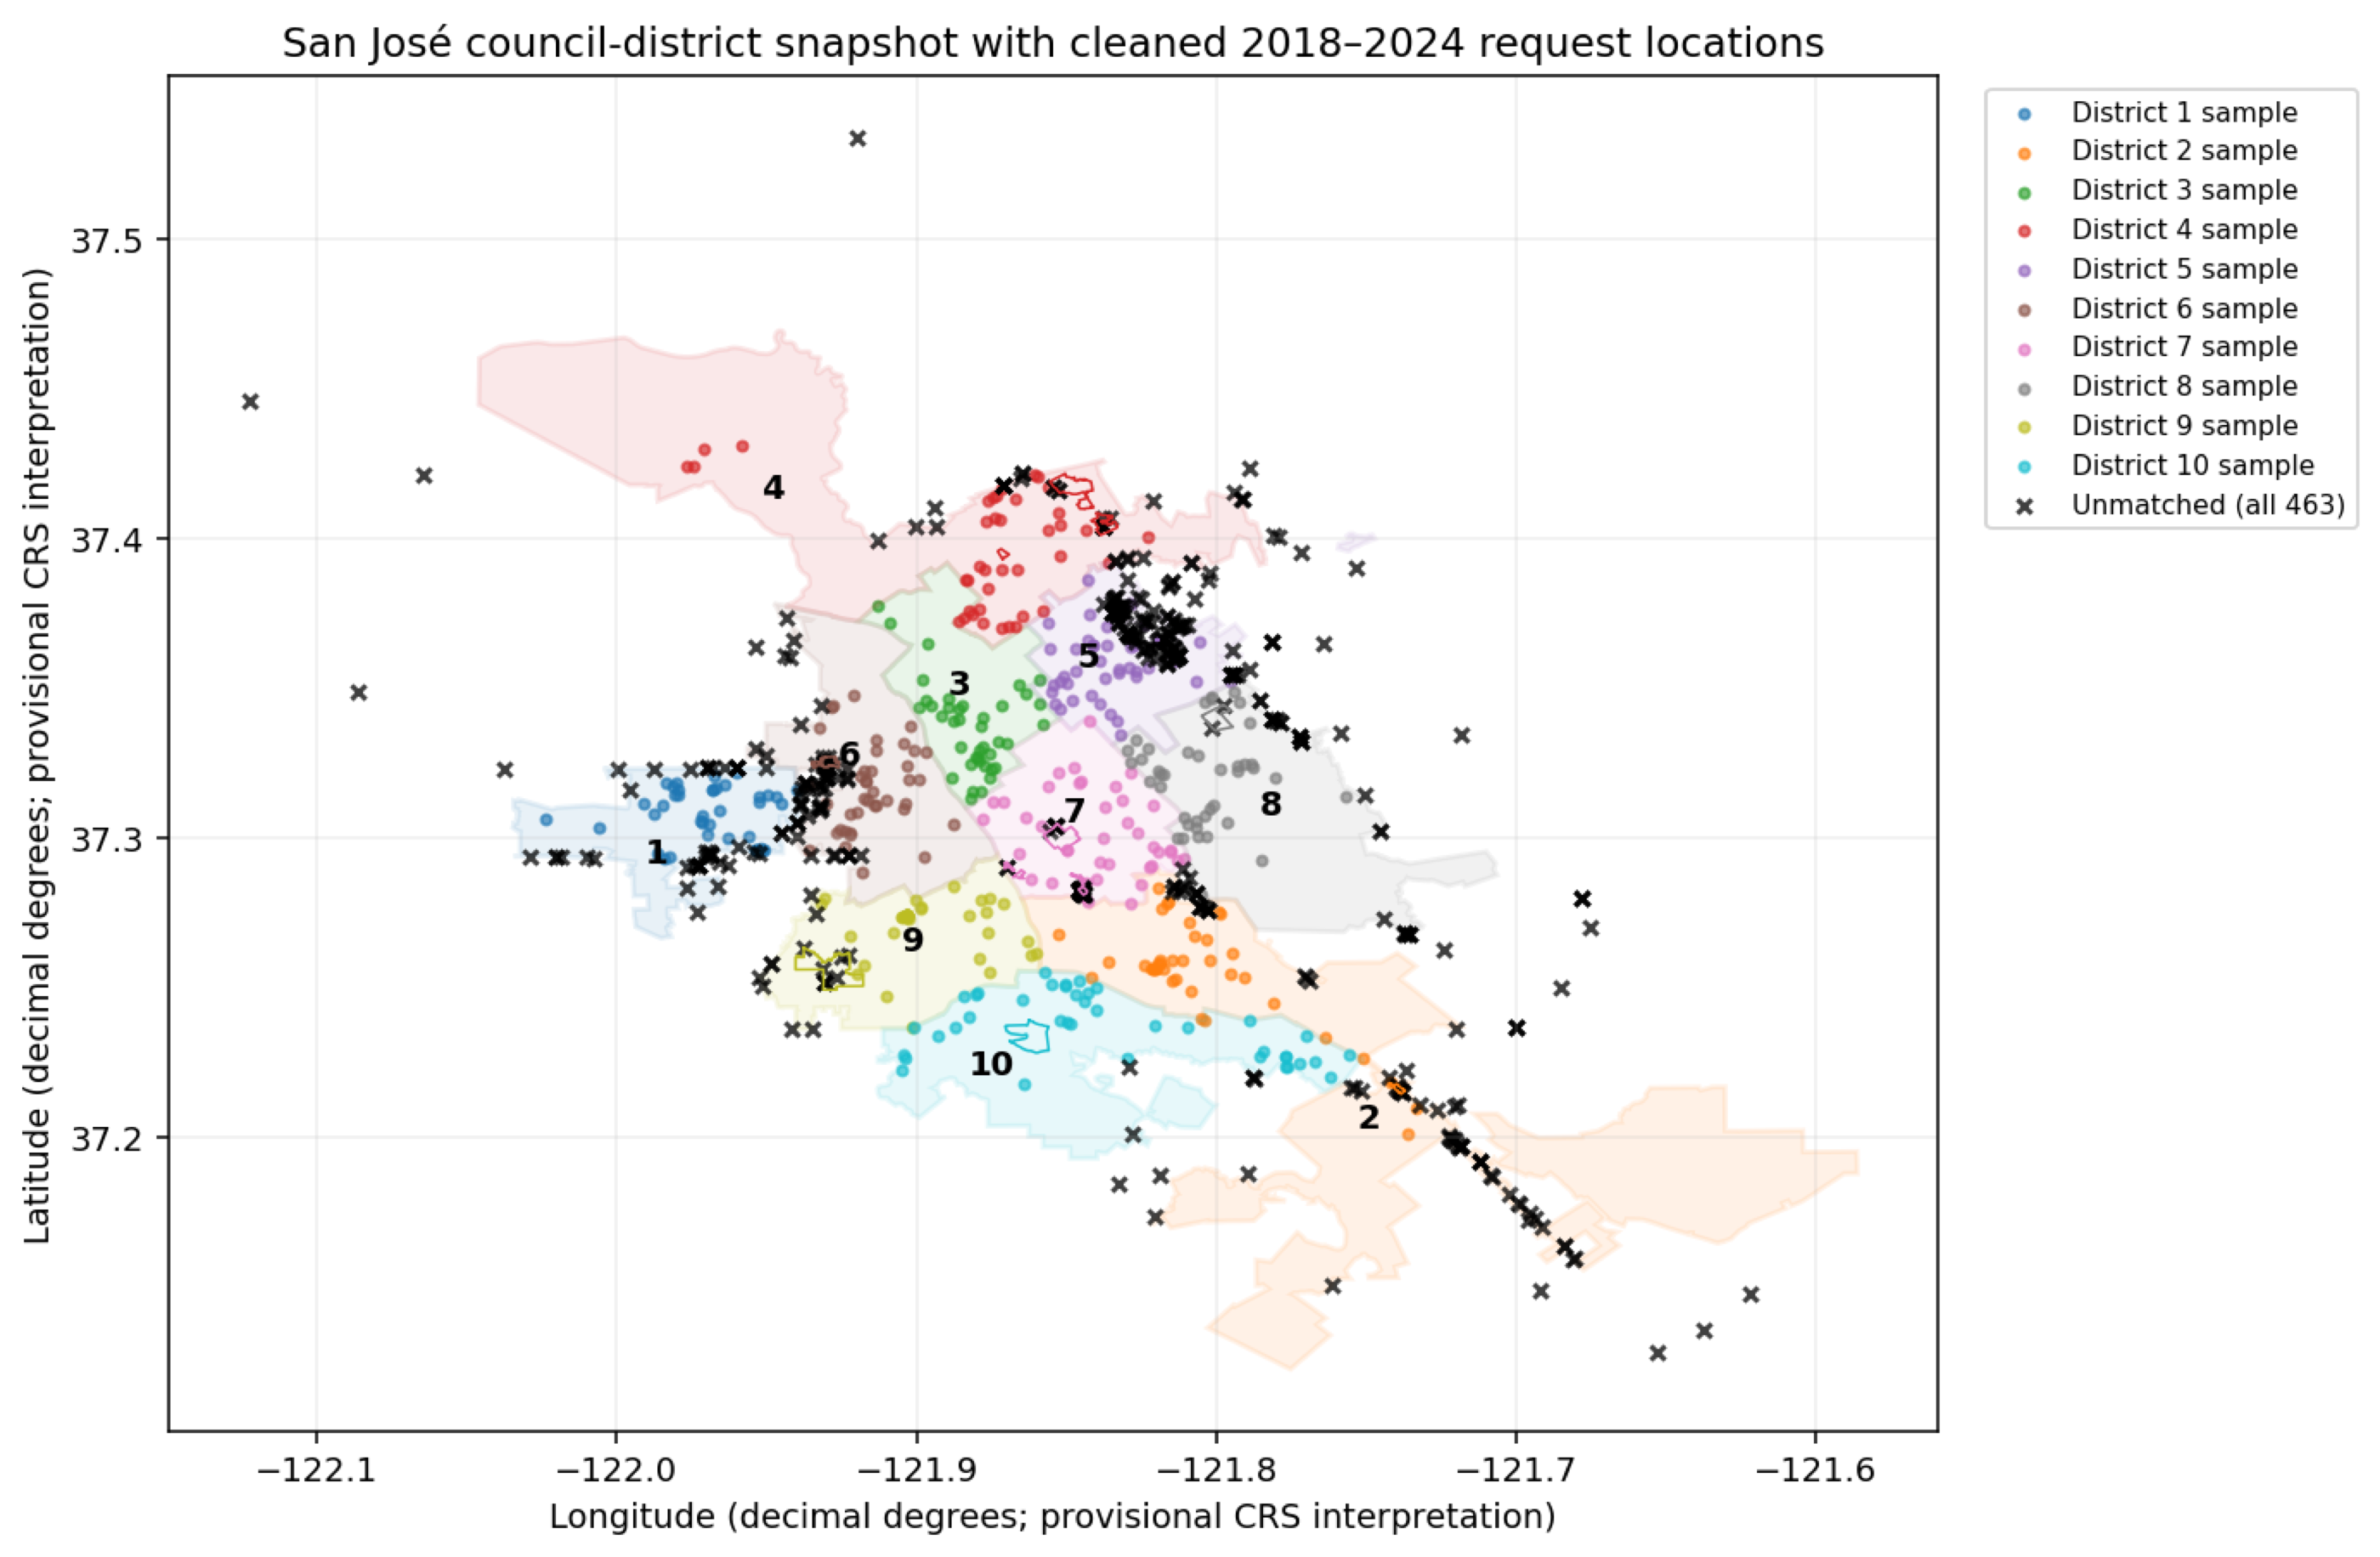 San José council-district snapshot with cleaned 2018–2024 request locations
Latitude (decimal degrees; provisional CRS interpretation)
37.5
37.4
37.3
37.2
4
5
3
6
7
8
1
9
10
2
−122.1
−122.0
−121.9
−121.8
−121.7
−121.6
Longitude (decimal degrees; provisional CRS interpretation)
District 1 sample
District 2 sample
District 3 sample
District 4 sample
District 5 sample
District 6 sample
District 7 sample
District 8 sample
District 9 sample
District 10 sample
Unmatched (all 463)